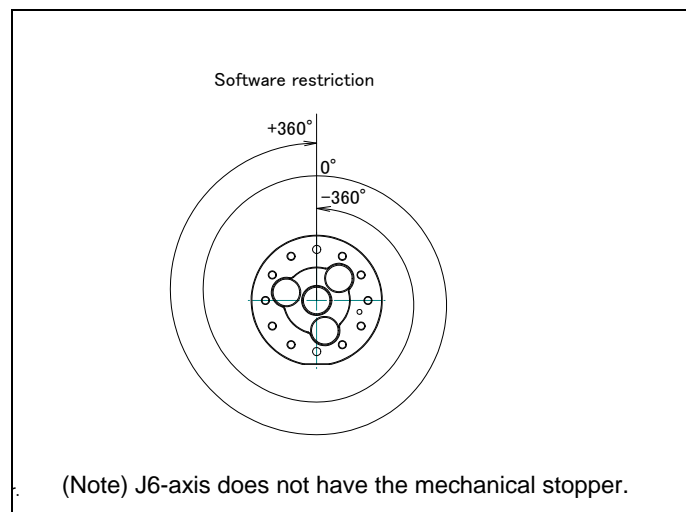 Software restriction
+360°
0°
−360°
r.
(Note) J6-axis does not have the mechanical stopper.